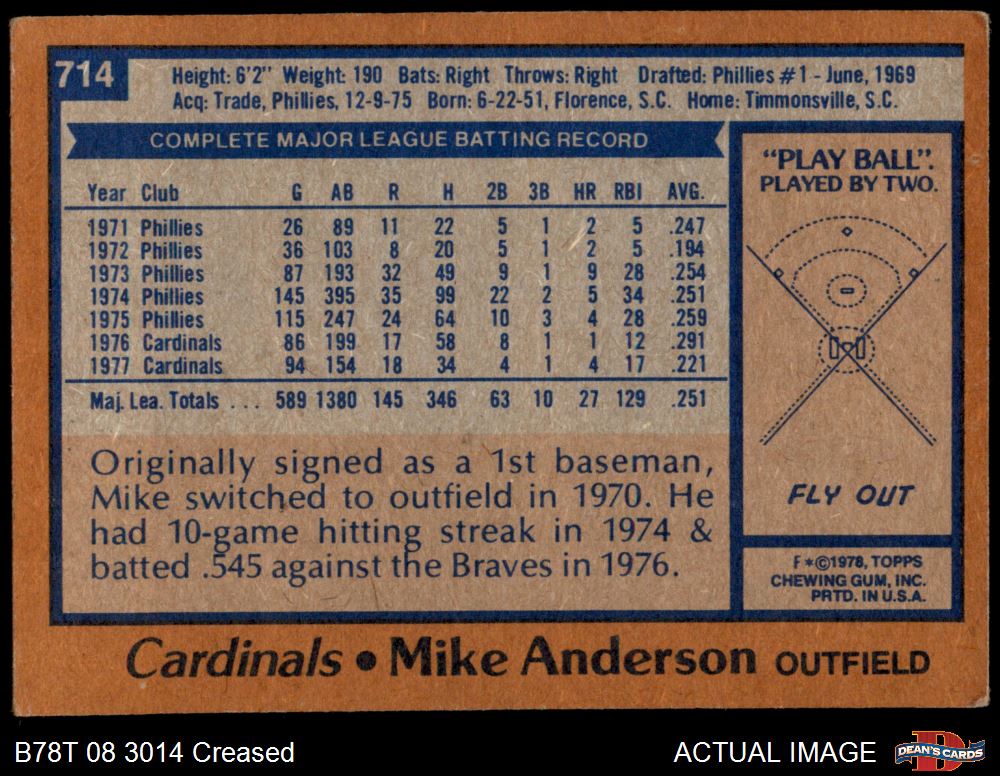 714
Height: 6'2" Weight: 190 Bats: Right Throws: Right Drafted: Phillies #1 - June, 1969
Acq: Trade, Phillies, 12-9-75 Born: 6-22-51, Florence, S.C. Home: Timmonsville, S.C.
COMPLETE MAJOR LEAGUE BATTING RECORD
Year Club G AB R H 2B 3B HR RBI AVG.
1971 Phillies 26 89 11 22 5 1 2 5 .247
1972 Phillies 36 103 8 20 5 1 2 5 .194
1973 Phillies 87 193 32 49 9 1 9 28 .254
1974 Phillies 145 395 35 99 22 2 5 34 .251
1975 Phillies 115 247 24 64 10 3 4 28 .259
1976 Cardinals 86 199 17 58 8 1 1 12 .291
1977 Cardinals 94 154 18 34 4 1 4 17 .221
Maj. Lea. Totals ... 589 1380 145 346 63 10 27 129 .251
Originally signed as a 1st baseman,
Mike switched to outfield in 1970. He
had 10-game hitting streak in 1974 &
batted .545 against the Braves in 1976.
"PLAY BALL".
PLAYED BY TWO.
FLY OUT
F*©1978, TOPPS
CHEWING GUM, INC.
PRTD. IN U.S.A.
Cardinals • Mike Anderson OUTFIELD
B78T 08 3014 Creased
ACTUAL IMAGE
D
DEAN'S CARDS